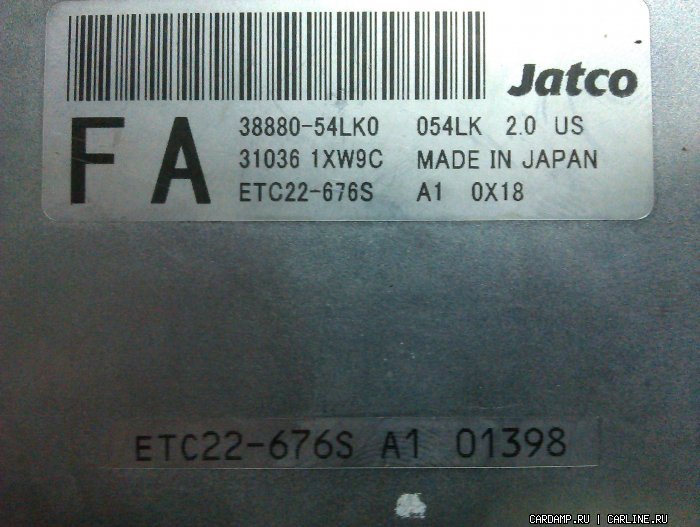 Jatco
FA
38880-54LK0 054LK 2.0 US
31036 1XW9C MADE IN JAPAN
ETC22-676S A1 0X18
ETC22-676S A1 01398
CARDAMP.RU | CARLINE.RU